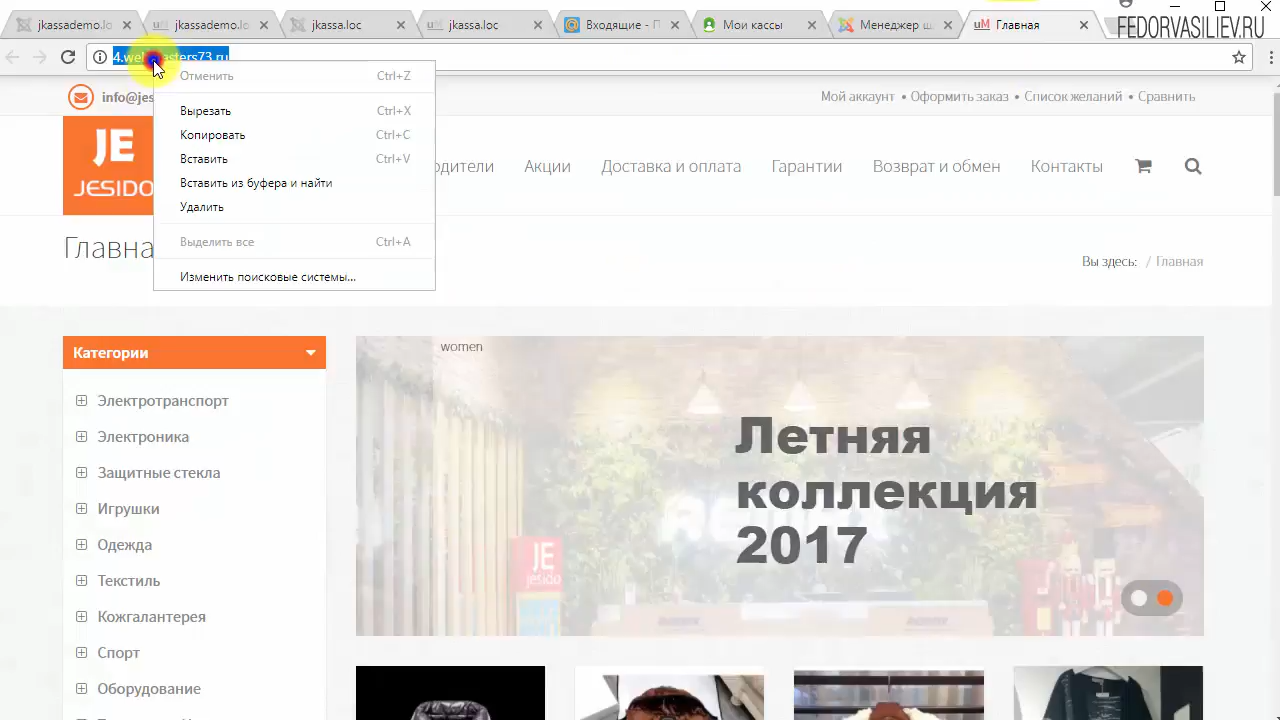 jkassademo.lo
jkassademo.lo
jkassa.loc
jkassa.loc
Входящие - П
Мои кассы
Менеджер ш
uM Главная
FEDORVASILIEV.RU
Отменить Ctrl+Z
Вырезать Ctrl+X
Копировать Ctrl+C
Вставить Ctrl+V
Вставить из буфера и найти
Удалить
Выделить все Ctrl+A
Изменить поисковые системы...
info@jes
Мой аккаунт • Оформить заказ • Список желаний • Сравнить
JE
JESIDO
одители Акции Доставка и оплата Гарантии Возврат и обмен Контакты
Главна
Вы здесь: / Главная
Категории
Электротранспорт
Электроника
Защитные стекла
Игрушки
Одежда
Текстиль
Кожгалантерея
Спорт
Оборудование
women
Летняя
коллекция
2017
JE
jesido